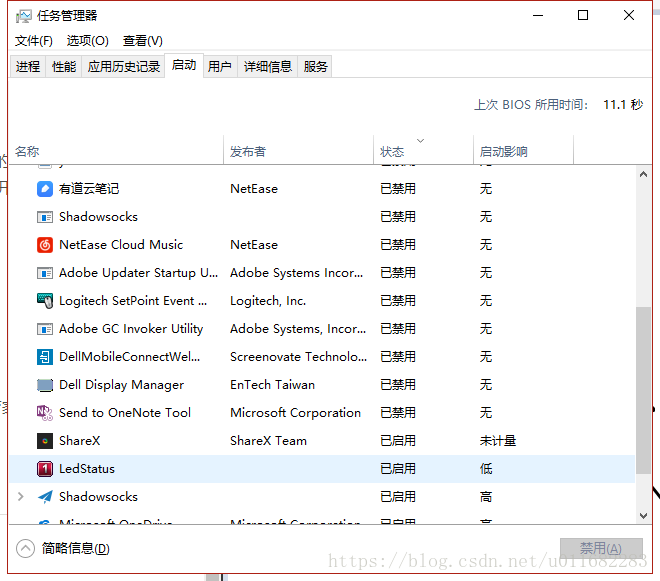 任务管理器
文件(F) 选项(O) 查看(V)
进程 性能 应用历史记录 启动 用户 详细信息 服务
上次 BIOS 所用时间: 11.1 秒
名称 发布者 状态 启动影响
有道云笔记 NetEase 已禁用 无
Shadowsocks 已禁用 无
NetEase Cloud Music NetEase 已禁用 无
Adobe Updater Startup U... Adobe Systems Incor... 已禁用 无
Logitech SetPoint Event ... Logitech, Inc. 已禁用 无
Adobe GC Invoker Utility Adobe Systems, Incor... 已禁用 无
DellMobileConnectWel... Screenovate Technolo... 已禁用 无
Dell Display Manager EnTech Taiwan 已禁用 无
Send to OneNote Tool Microsoft Corporation 已禁用 无
ShareX ShareX Team 已启用 未计量
LedStatus 已启用 低
Shadowsocks 已启用 高
Microsoft OneDrive Microsoft Corporation 已启用 高
简略信息(D) 禁用(A)
https://blog.csdn.net/u011682283